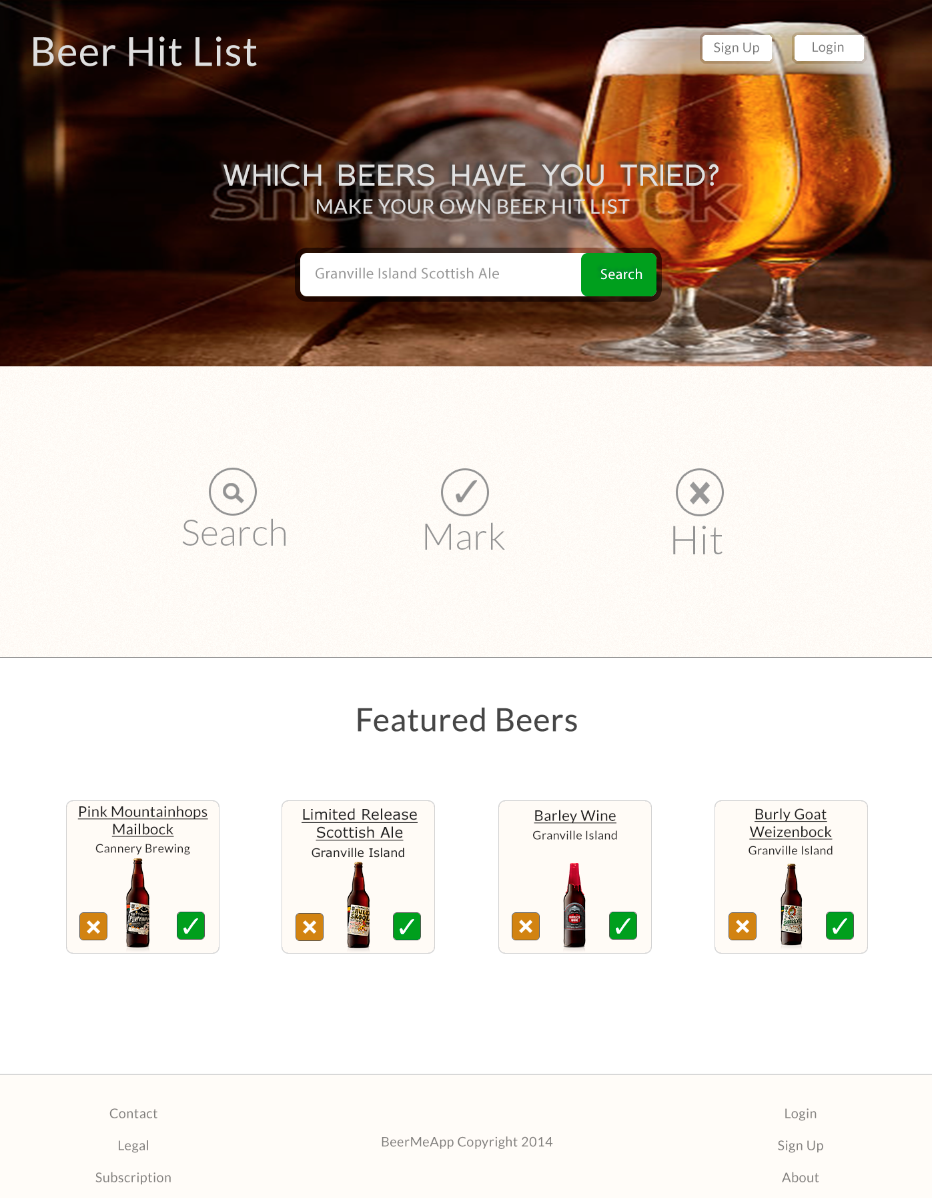 Beer Hit List
Sign Up
Login
WHICH BEERS HAVE YOU TRIED?
shutterstock
MAKE YOUR OWN BEER HIT LIST
Granville Island Scottish Ale
Search
Search
Mark
Hit
Featured Beers
Pink Mountainhops
Mailbock
Cannery Brewing
Limited Release
Scottish Ale
Granville Island
Barley Wine
Granville Island
Burly Goat
Weizenbock
Granville Island
Contact
Legal
Subscription
BeerMeApp Copyright 2014
Login
Sign Up
About